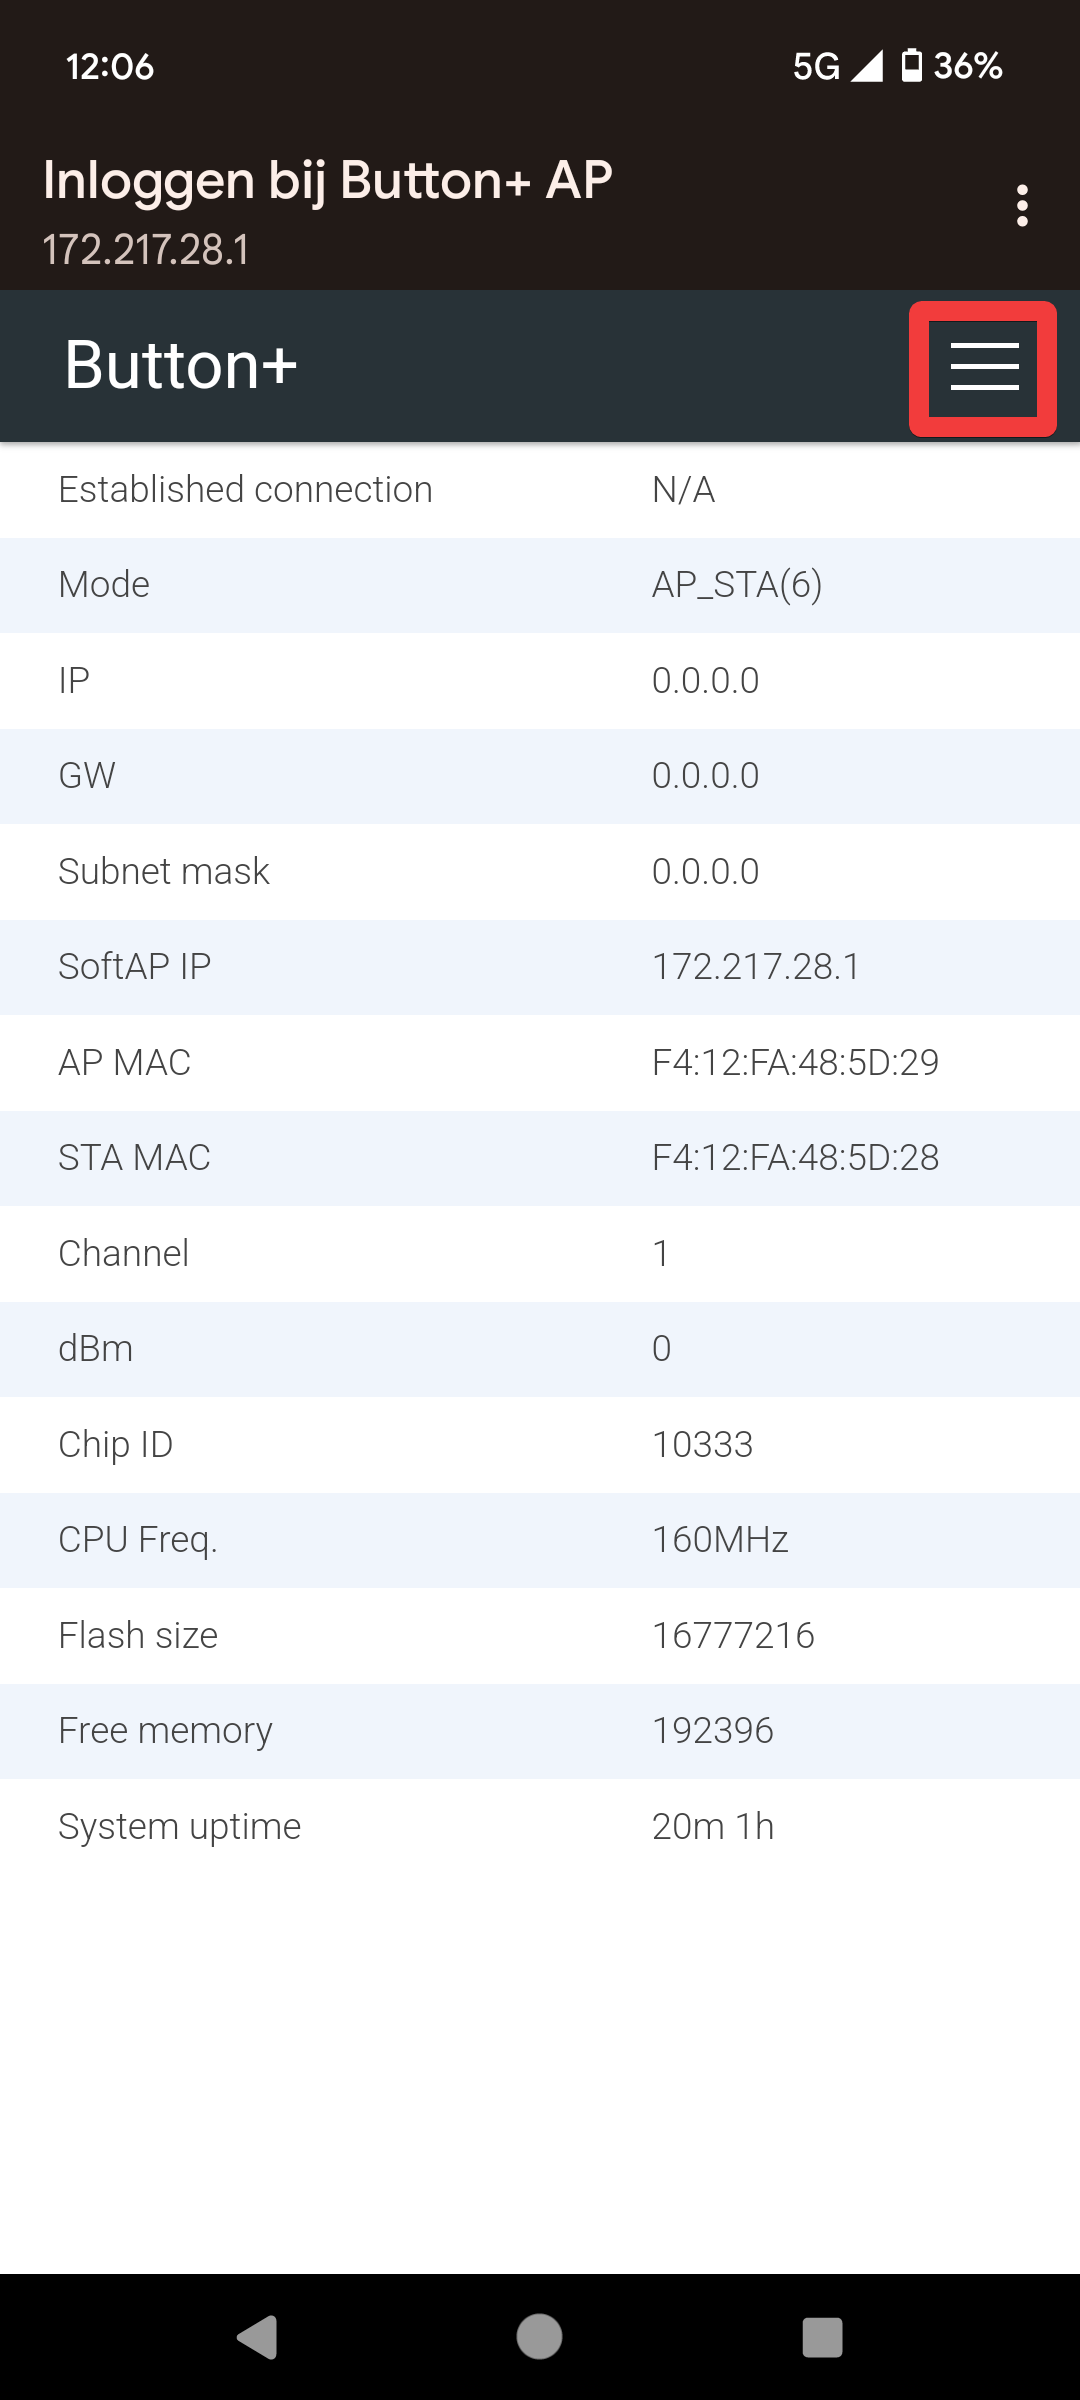 12:06 5G 36%
Inloggen bij Button+ AP
172.217.28.1
Button+
Established connection N/A
Mode AP_STA(6)
IP 0.0.0.0
GW 0.0.0.0
Subnet mask 0.0.0.0
SoftAP IP 172.217.28.1
AP MAC F4:12:FA:48:5D:29
STA MAC F4:12:FA:48:5D:28
Channel 1
dBm 0
Chip ID 10333
CPU Freq. 160MHz
Flash size 16777216
Free memory 192396
System uptime 20m 1h